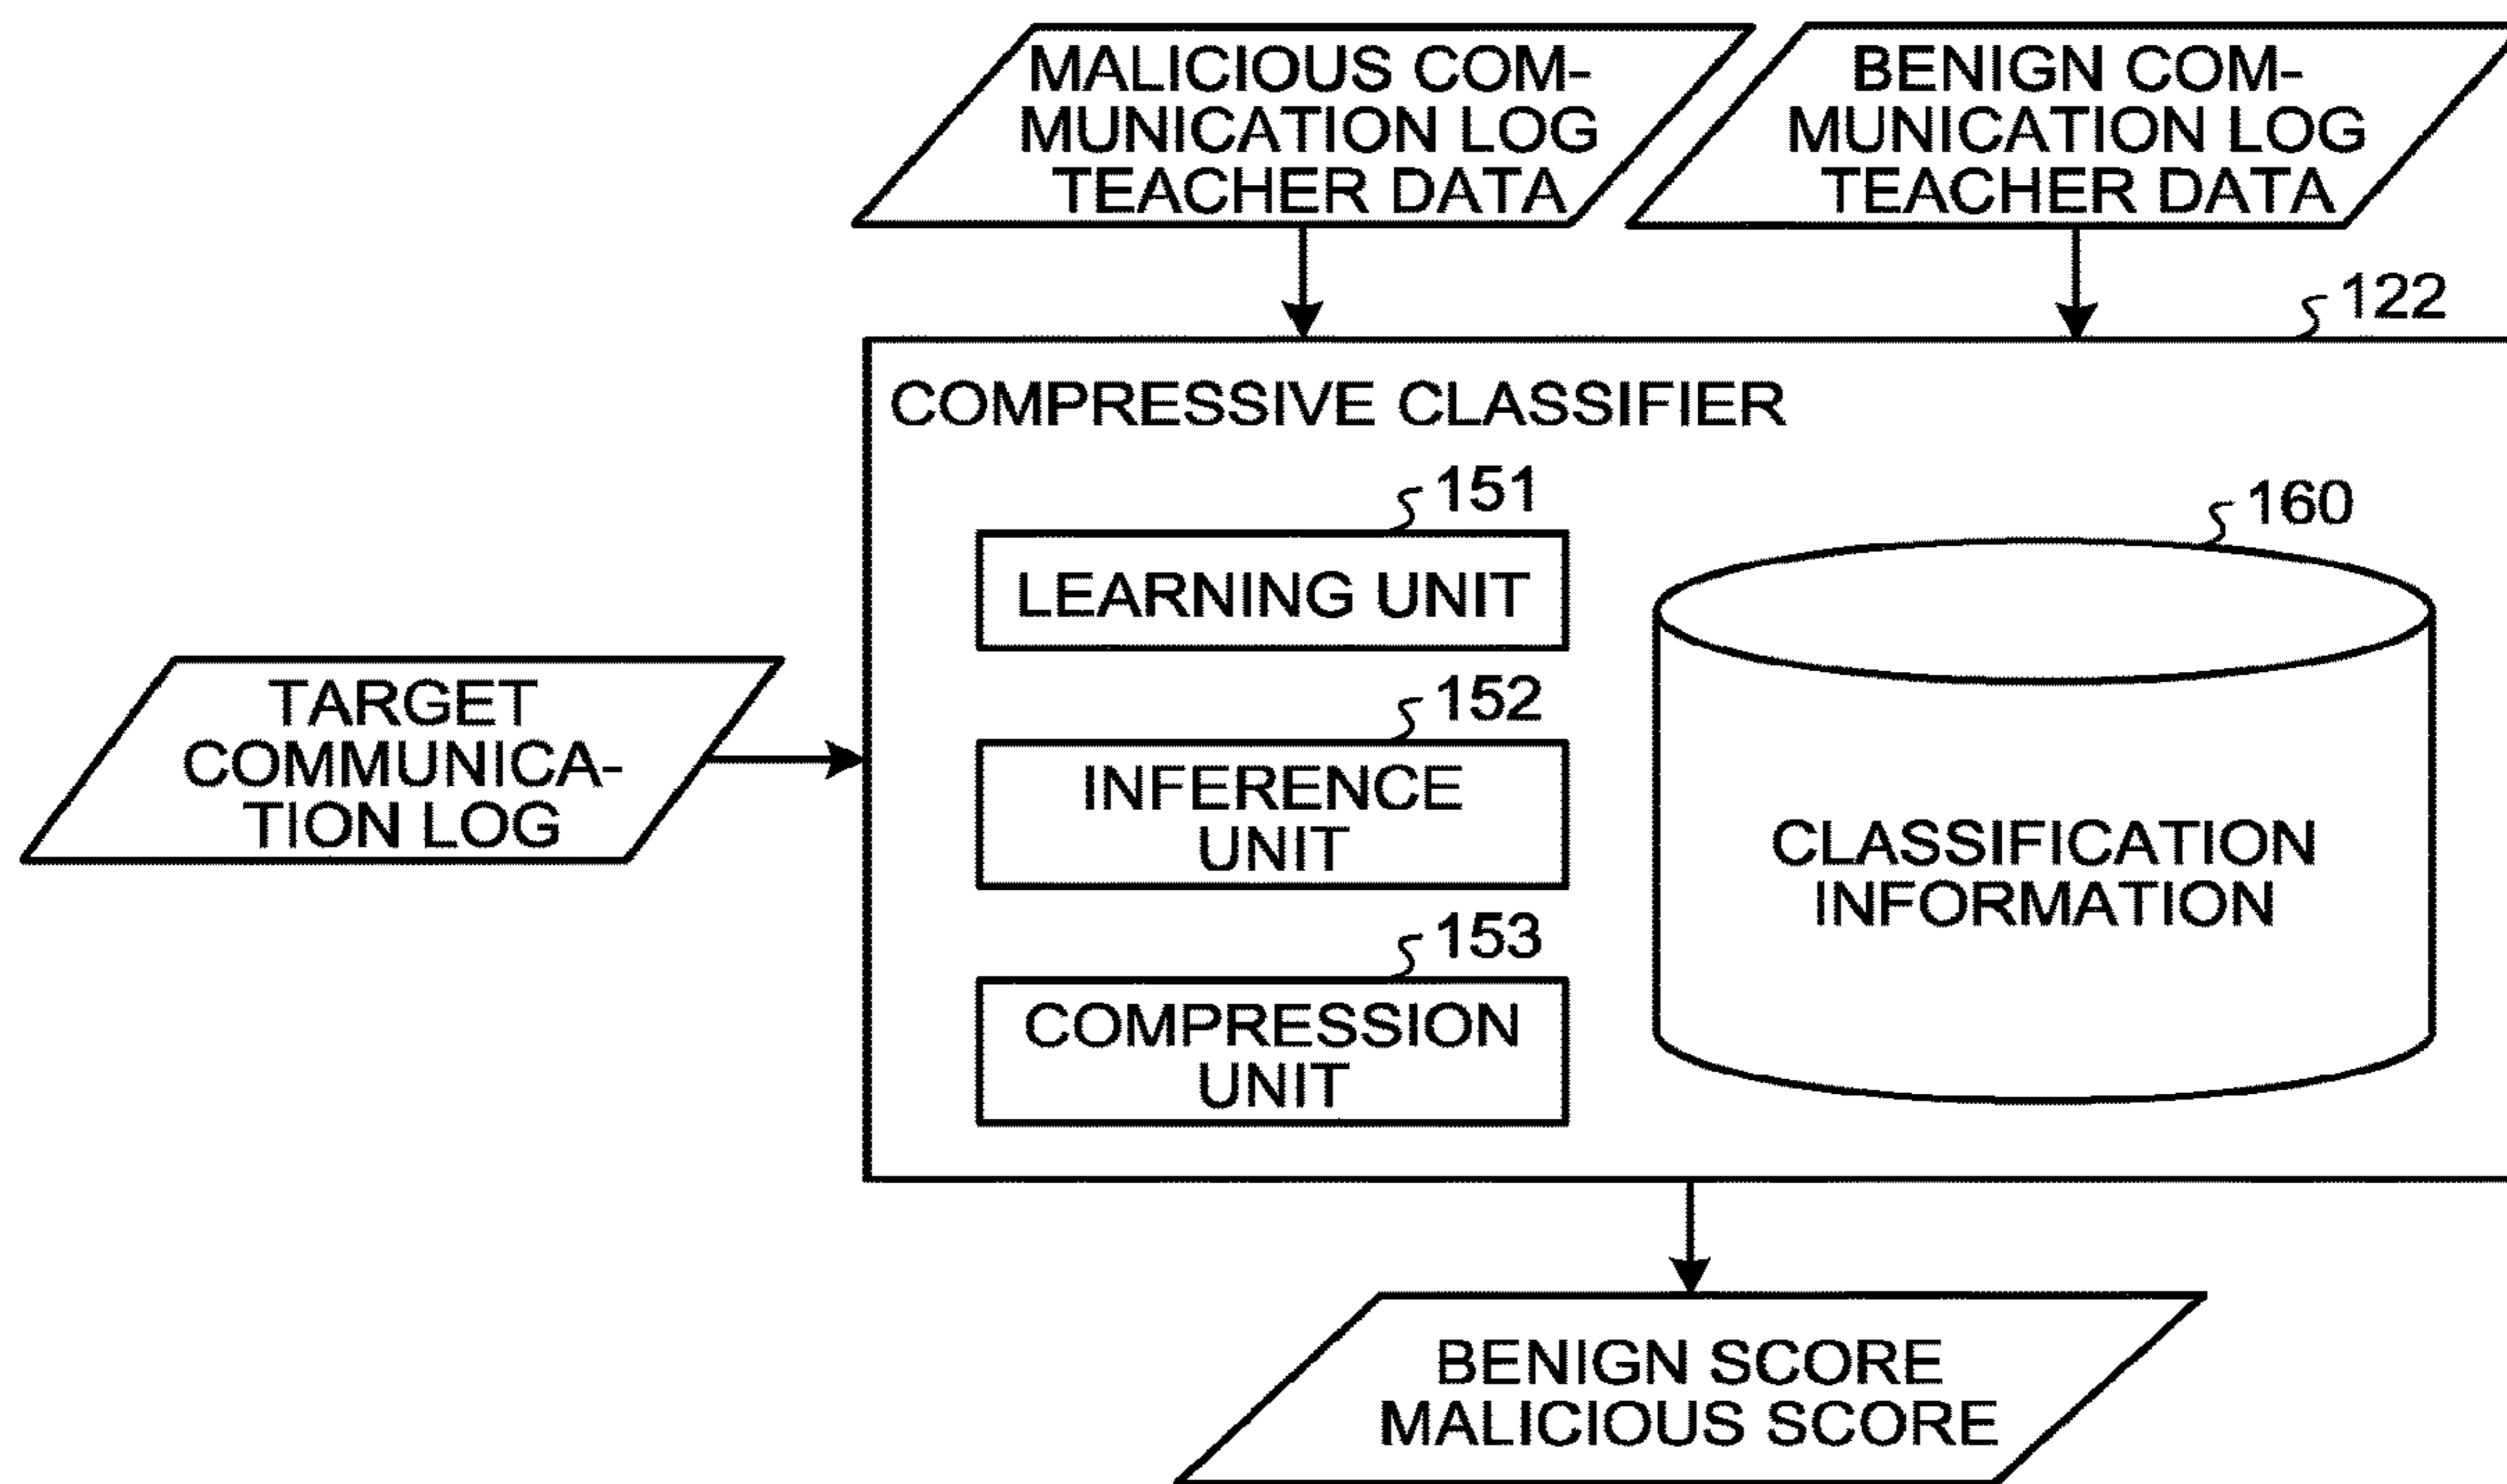 MALICIOUS COM-
MUNICATION LOG
TEACHER DATA
BENIGN COM-
MUNICATION LOG
TEACHER DATA
122
COMPRESSIVE CLASSIFIER
151
LEARNING UNIT
160
TARGET
COMMUNICA-
TION LOG
152
INFERENCE
UNIT
CLASSIFICATION
INFORMATION
153
COMPRESSION
UNIT
BENIGN SCORE
MALICIOUS SCORE